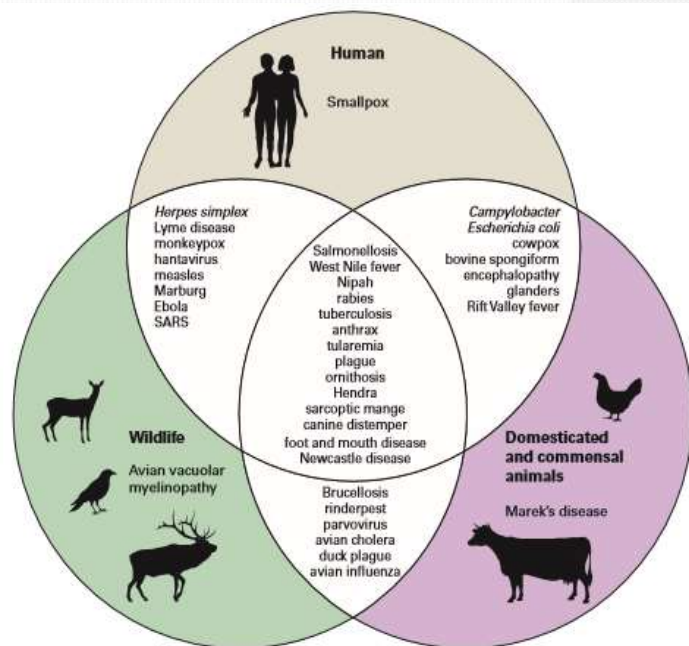 Human
Smallpox
Herpes simplex
Lyme disease
monkeypox
hantavirus
measles
Marburg
Ebola
SARS
Salmonellosis
West Nile fever
Nipah
rabies
tuberculosis
anthrax
tularemia
plague
ornithosis
Hendra
sarcoptic mange
canine distemper
foot and mouth disease
Newcastle disease
Campylobacter
Escherichia coli
cowpox
bovine spongiform
encephalopathy
glanders
Rift Valley fever
Wildlife
Avian vacuolar
myelinopathy
Domesticated
and commensal
animals
Marek's disease
Brucellosis
rinderpest
parvovirus
avian cholera
duck plague
avian influenza